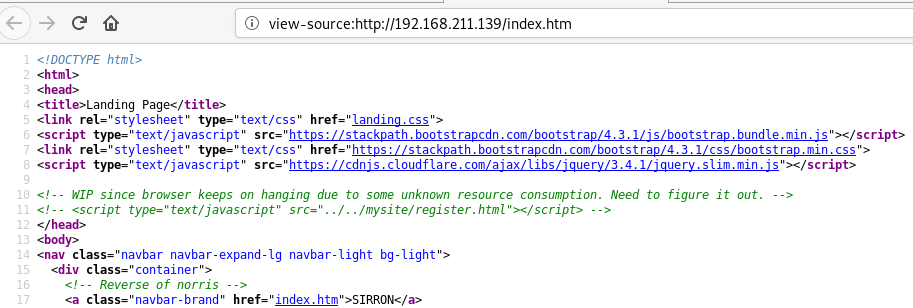 view-source:http://192.168.211.139/index.htm
1 <!DOCTYPE html>
2 <html>
3 <head>
4 <title>Landing Page</title>
5 <link rel="stylesheet" type="text/css" href="landing.css">
6 <script type="text/javascript" src="https://stackpath.bootstrapcdn.com/bootstrap/4.3.1/js/bootstrap.bundle.min.js"></script>
7 <link rel="stylesheet" href="https://stackpath.bootstrapcdn.com/bootstrap/4.3.1/css/bootstrap.min.css">
8 <script type="text/javascript" src="https://cdnjs.cloudflare.com/ajax/libs/jquery/3.4.1/jquery.slim.min.js"></script>
9
10 <!-- WIP since browser keeps on hanging due to some unknown resource consumption. Need to figure it out. -->
11 <!-- <script type="text/javascript" src="../../mysite/register.html"></script> -->
12 </head>
13 <body>
14 <nav class="navbar navbar-expand-lg navbar-light bg-light">
15   <div class="container">
16     <!-- Reverse of norris -->
17     <a class="navbar-brand" href="index.htm">SIRRON</a>